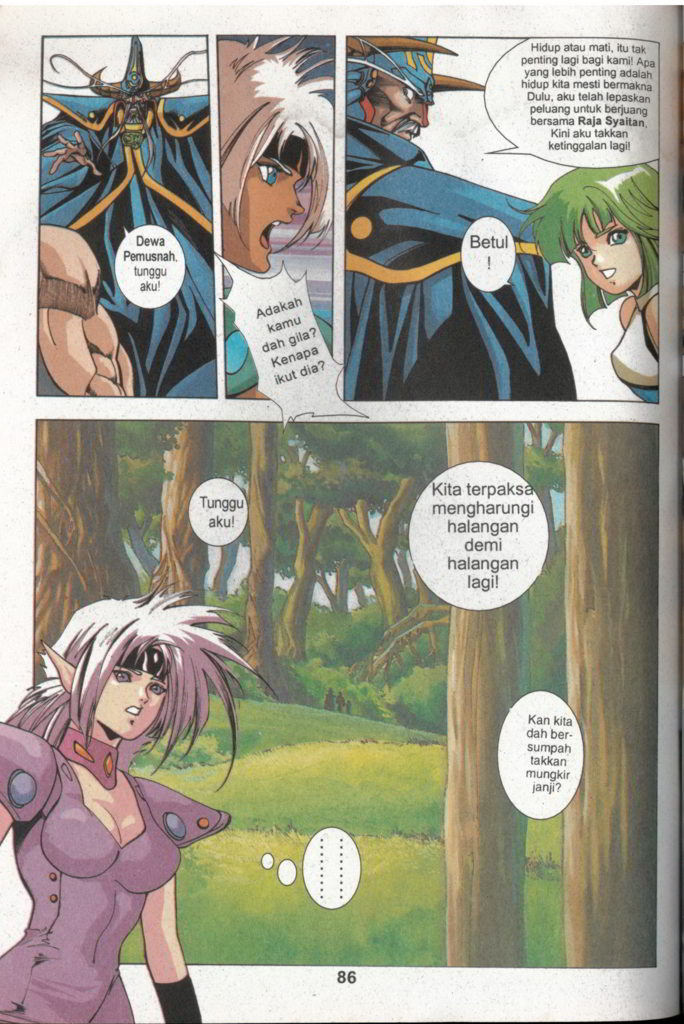 Dewa
Pemusnah,
tunggu
aku!
Adakah
kamu
dah gila?
Kenapa
ikut dia?
Hidup atau mati, itu tak
penting lagi bagi kami! Apa
yang lebih penting adalah
hidup kita mesti bermakna
Dulu, aku telah lepaskan
peluang untuk berjuang
bersama Raja Syaitan.
Kini aku takkan
ketinggalan lagi!
Betul
!
Tunggu
aku!
Kita terpaksa
mengharungi
halangan
demi
halangan
lagi!
Kan kita
dah ber-
sumpah
takkan
mungkir
janji?
86